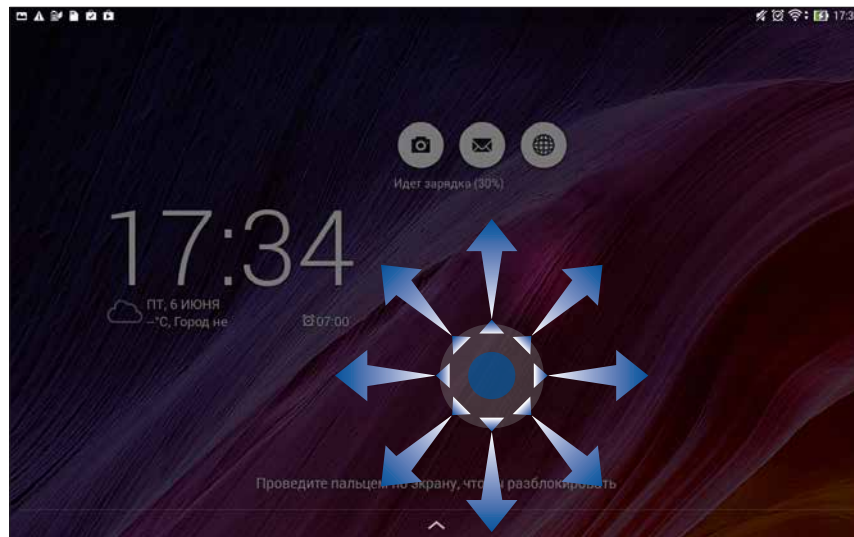 17:3
Идет зарядка (30%)
17:34
ПТ, 6 ИЮНЯ
--°C, Город не
07:00
Проведите пальцем по экрану, чтобы разблокировать